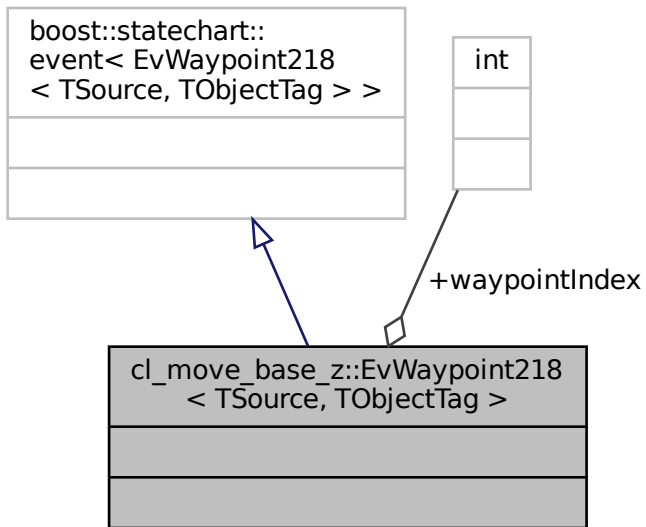 boost::statechart::
event< EvWaypoint218
< TSource, TObjectTag > >
int
+waypointIndex
cl_move_base_z::EvWaypoint218
< TSource, TObjectTag >